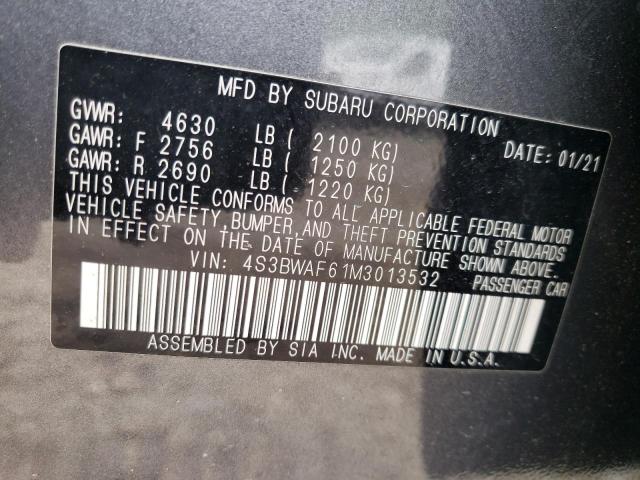 MFD BY SUBARU CORPORATION
GVWR: 4630 LB ( 2100 KG) DATE: 01/21
GAWR: F 2756 LB ( 1250 KG)
GAWR: R 2690 LB ( 1220 KG)
THIS VEHICLE CONFORMS TO ALL APPLICABLE FEDERAL MOTOR
VEHICLE SAFETY, BUMPER, AND THEFT PREVENTION STANDARDS
IN EFFECT ON THE DATE OF MANUFACTURE SHOWN ABOVE.
VIN: 4S3BWAF61M3013532 PASSENGER CAR
ASSEMBLED BY SIA INC. MADE IN U.S.A.